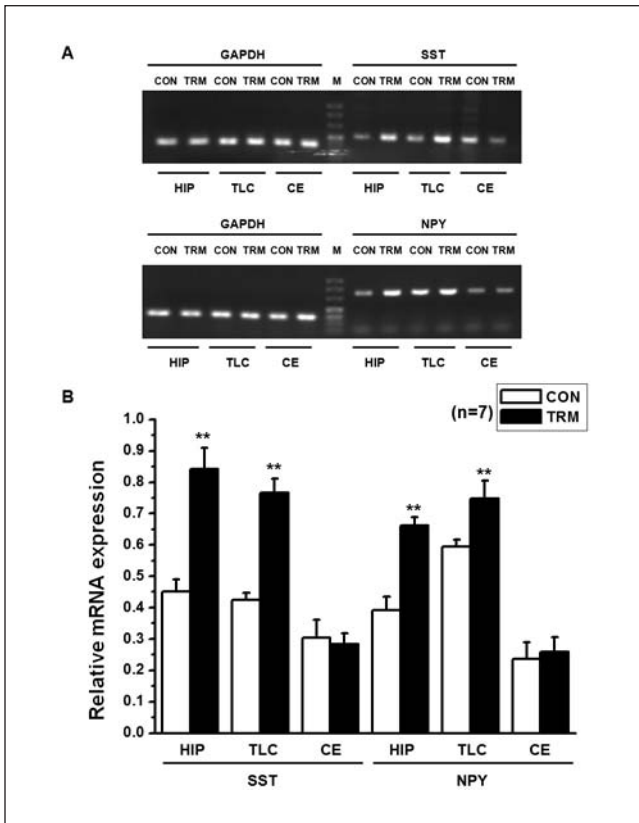 A
GAPDH SST
CON TRM CON TRM CON TRM M CON TRM CON TRM CON TRM
HIP TLC CE HIP TLC CE
GAPDH NPY
CON TRM CON TRM CON TRM M CON TRM CON TRM CON TRM
HIP TLC CE HIP TLC CE
B
(n=7)
CON
TRM
Relative mRNA expression
1.0
0.9
0.8
0.7
0.6
0.5
0.4
0.3
0.2
0.1
0.0
** ** ** **
HIP TLC CE HIP TLC CE
SST NPY